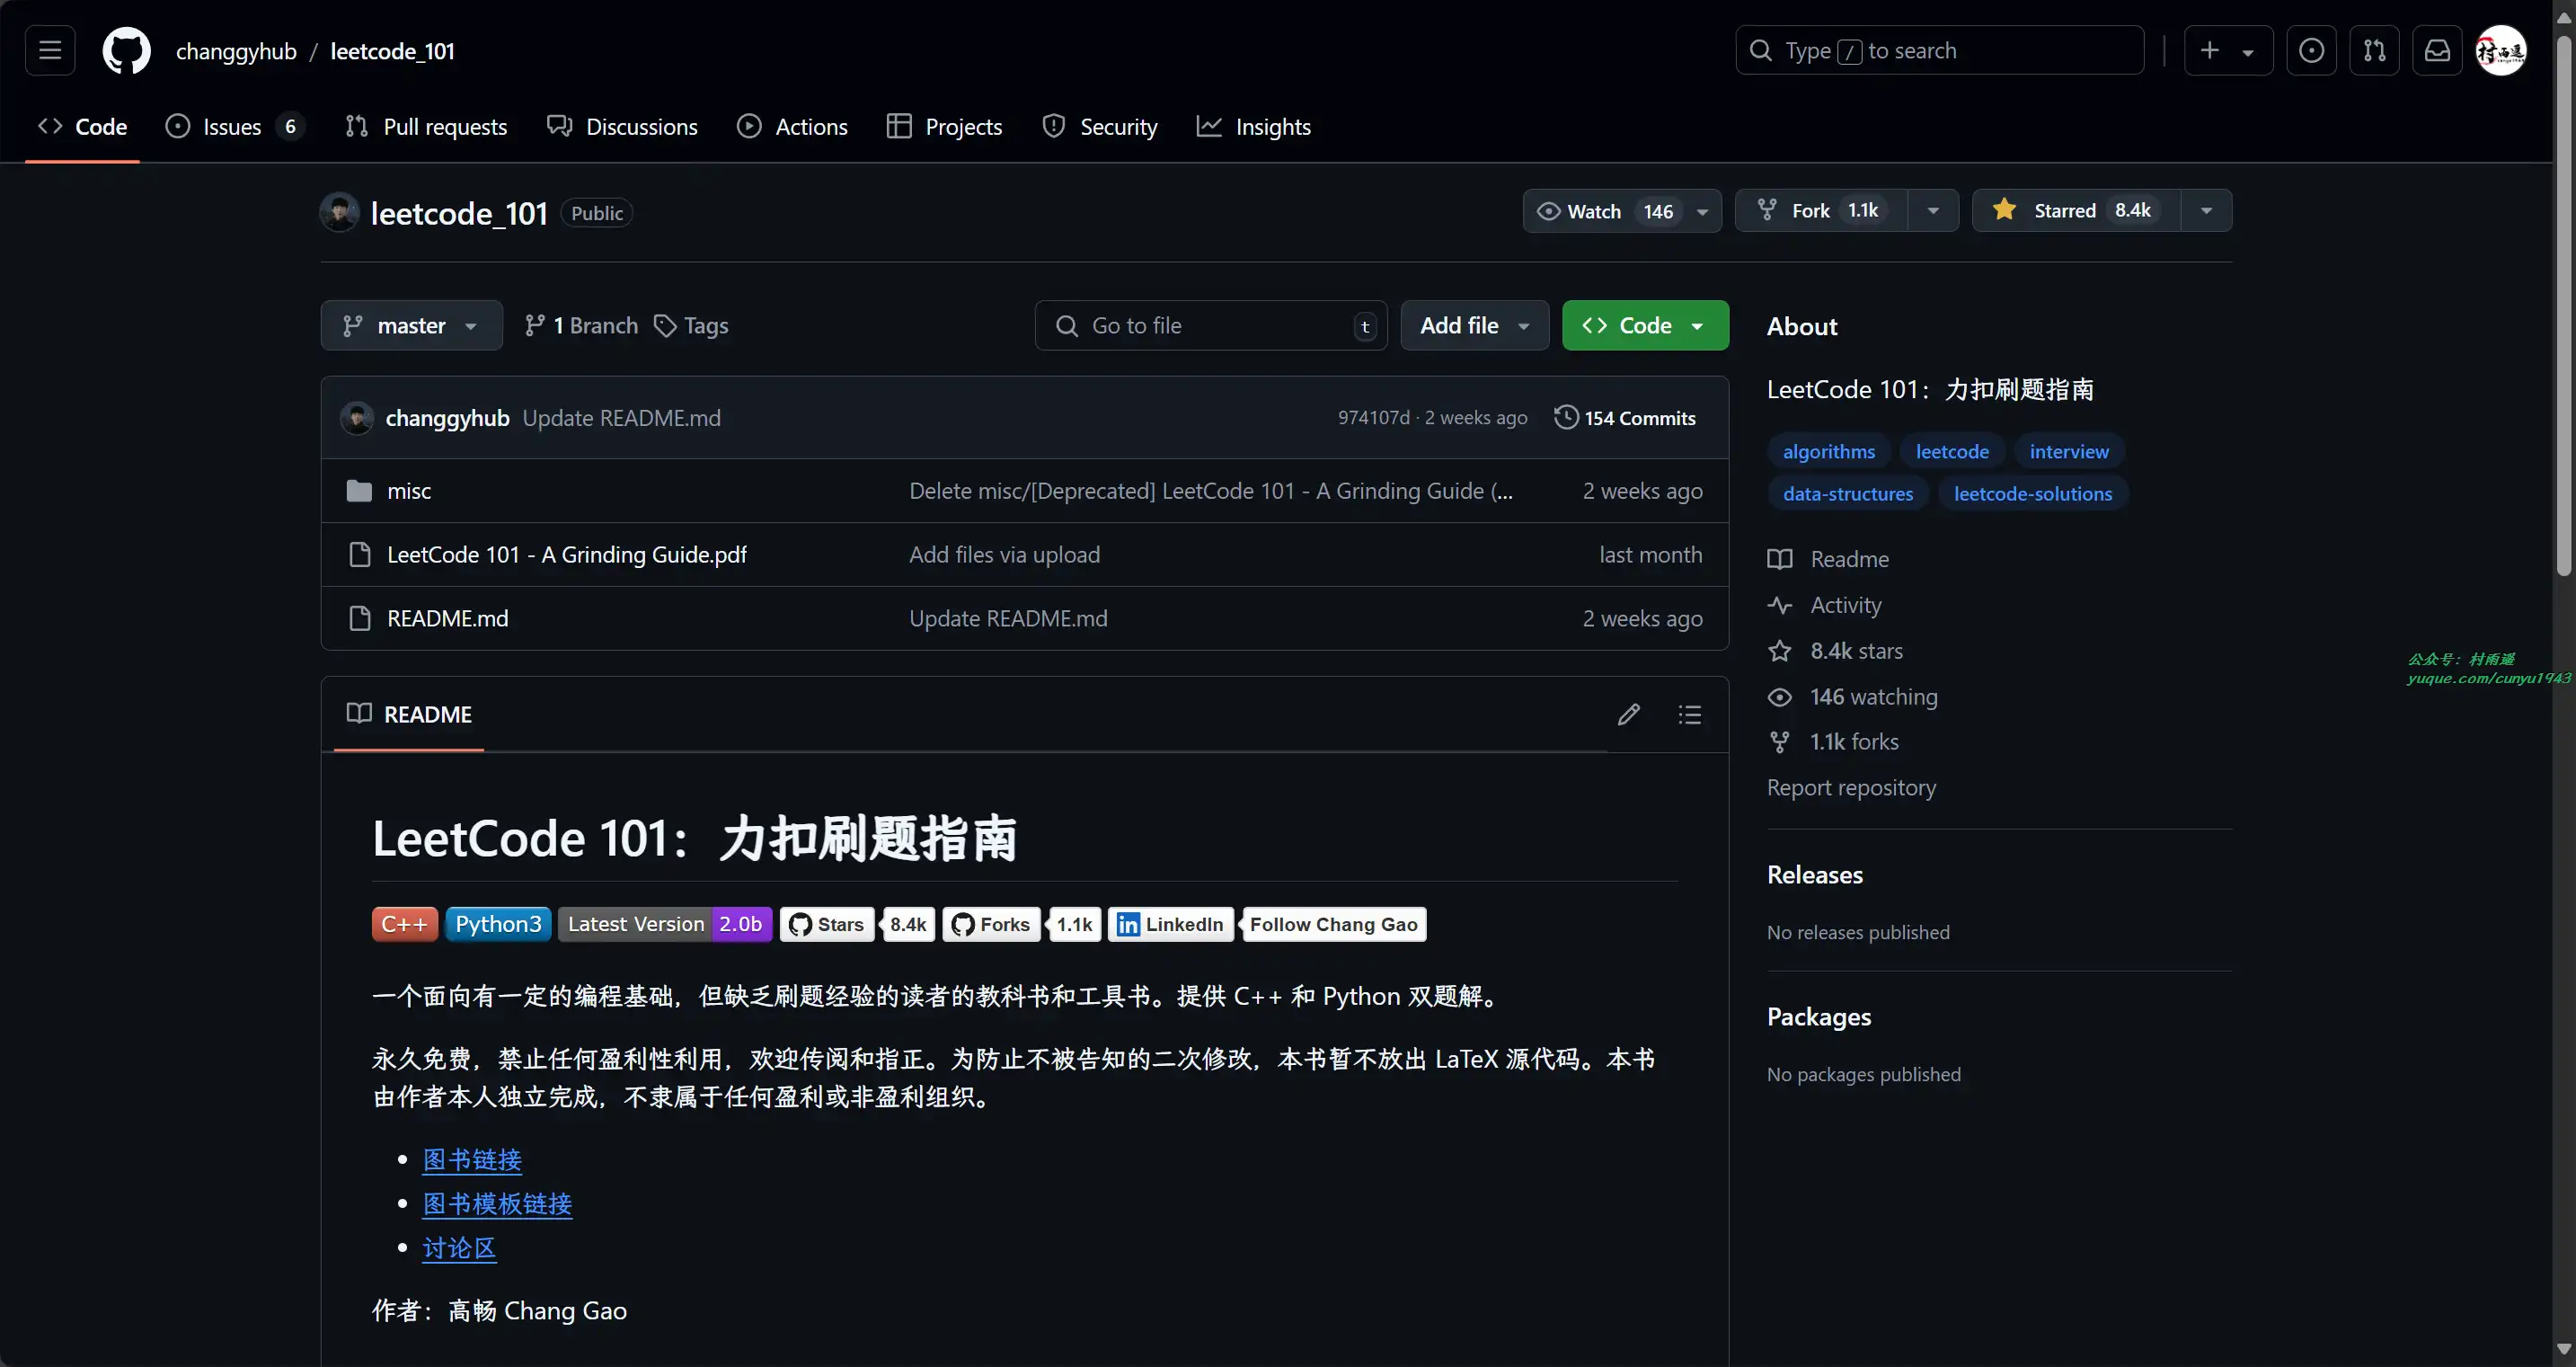 changgyhub / leetcode_101
Type / to search
Code
Issues 6
Pull requests
Discussions
Actions
Projects
Security
Insights
leetcode_101 Public
Watch 146
Fork 1.1k
Starred 8.4k
master
1 Branch
Tags
Go to file t
Add file
Code
changgyhub Update README.md 974107d · 2 weeks ago 154 Commits
misc Delete misc/[Deprecated] LeetCode 101 - A Grinding Guide (... 2 weeks ago
LeetCode 101 - A Grinding Guide.pdf Add files via upload last month
README.md Update README.md 2 weeks ago
README
LeetCode 101：力扣刷题指南
C++ Python3 Latest Version 2.0b Stars 8.4k Forks 1.1k LinkedIn Follow Chang Gao
一个面向有一定的编程基础，但缺乏刷题经验的读者的教科书和工具书。提供 C++ 和 Python 双题解。
永久免费，禁止任何盈利性利用，欢迎传阅和指正。为防止不被告知的二次修改，本书暂不放出 LaTeX 源代码。本书
由作者本人独立完成，不隶属于任何盈利或非盈利组织。
图书链接
图书模板链接
讨论区
作者：高畅 Chang Gao
About
LeetCode 101：力扣刷题指南
algorithms leetcode interview
data-structures leetcode-solutions
Readme
Activity
8.4k stars
146 watching
1.1k forks
Report repository
Releases
No releases published
Packages
No packages published
公众号：村雨遥
yuque.com/cunyu1943